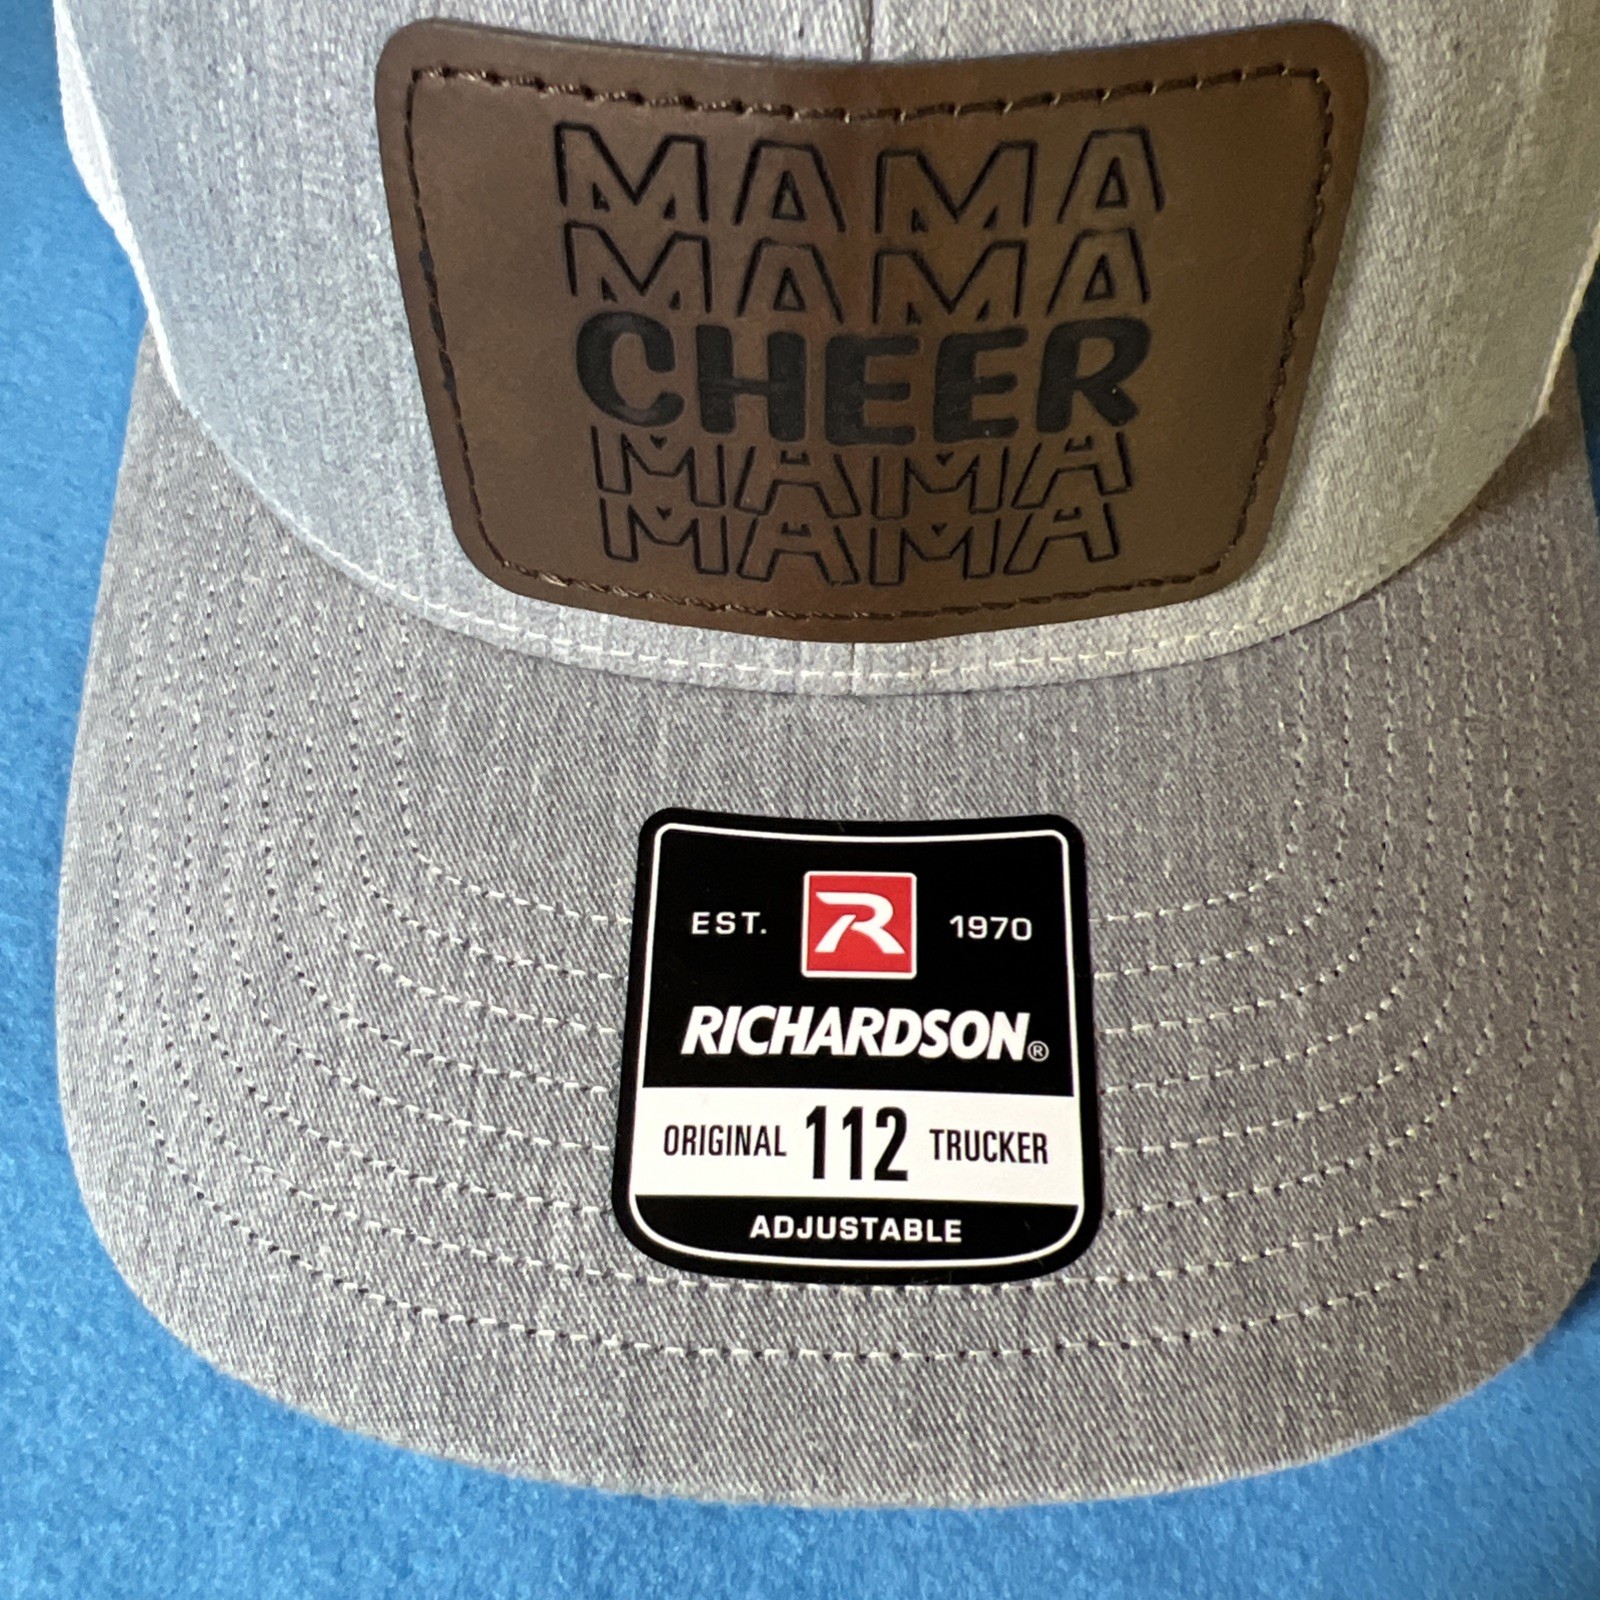 MAMA
MAMA
CHEER
MAMA
MAMA
EST. R 1970
RICHARDSON®
ORIGINAL 112 TRUCKER
ADJUSTABLE